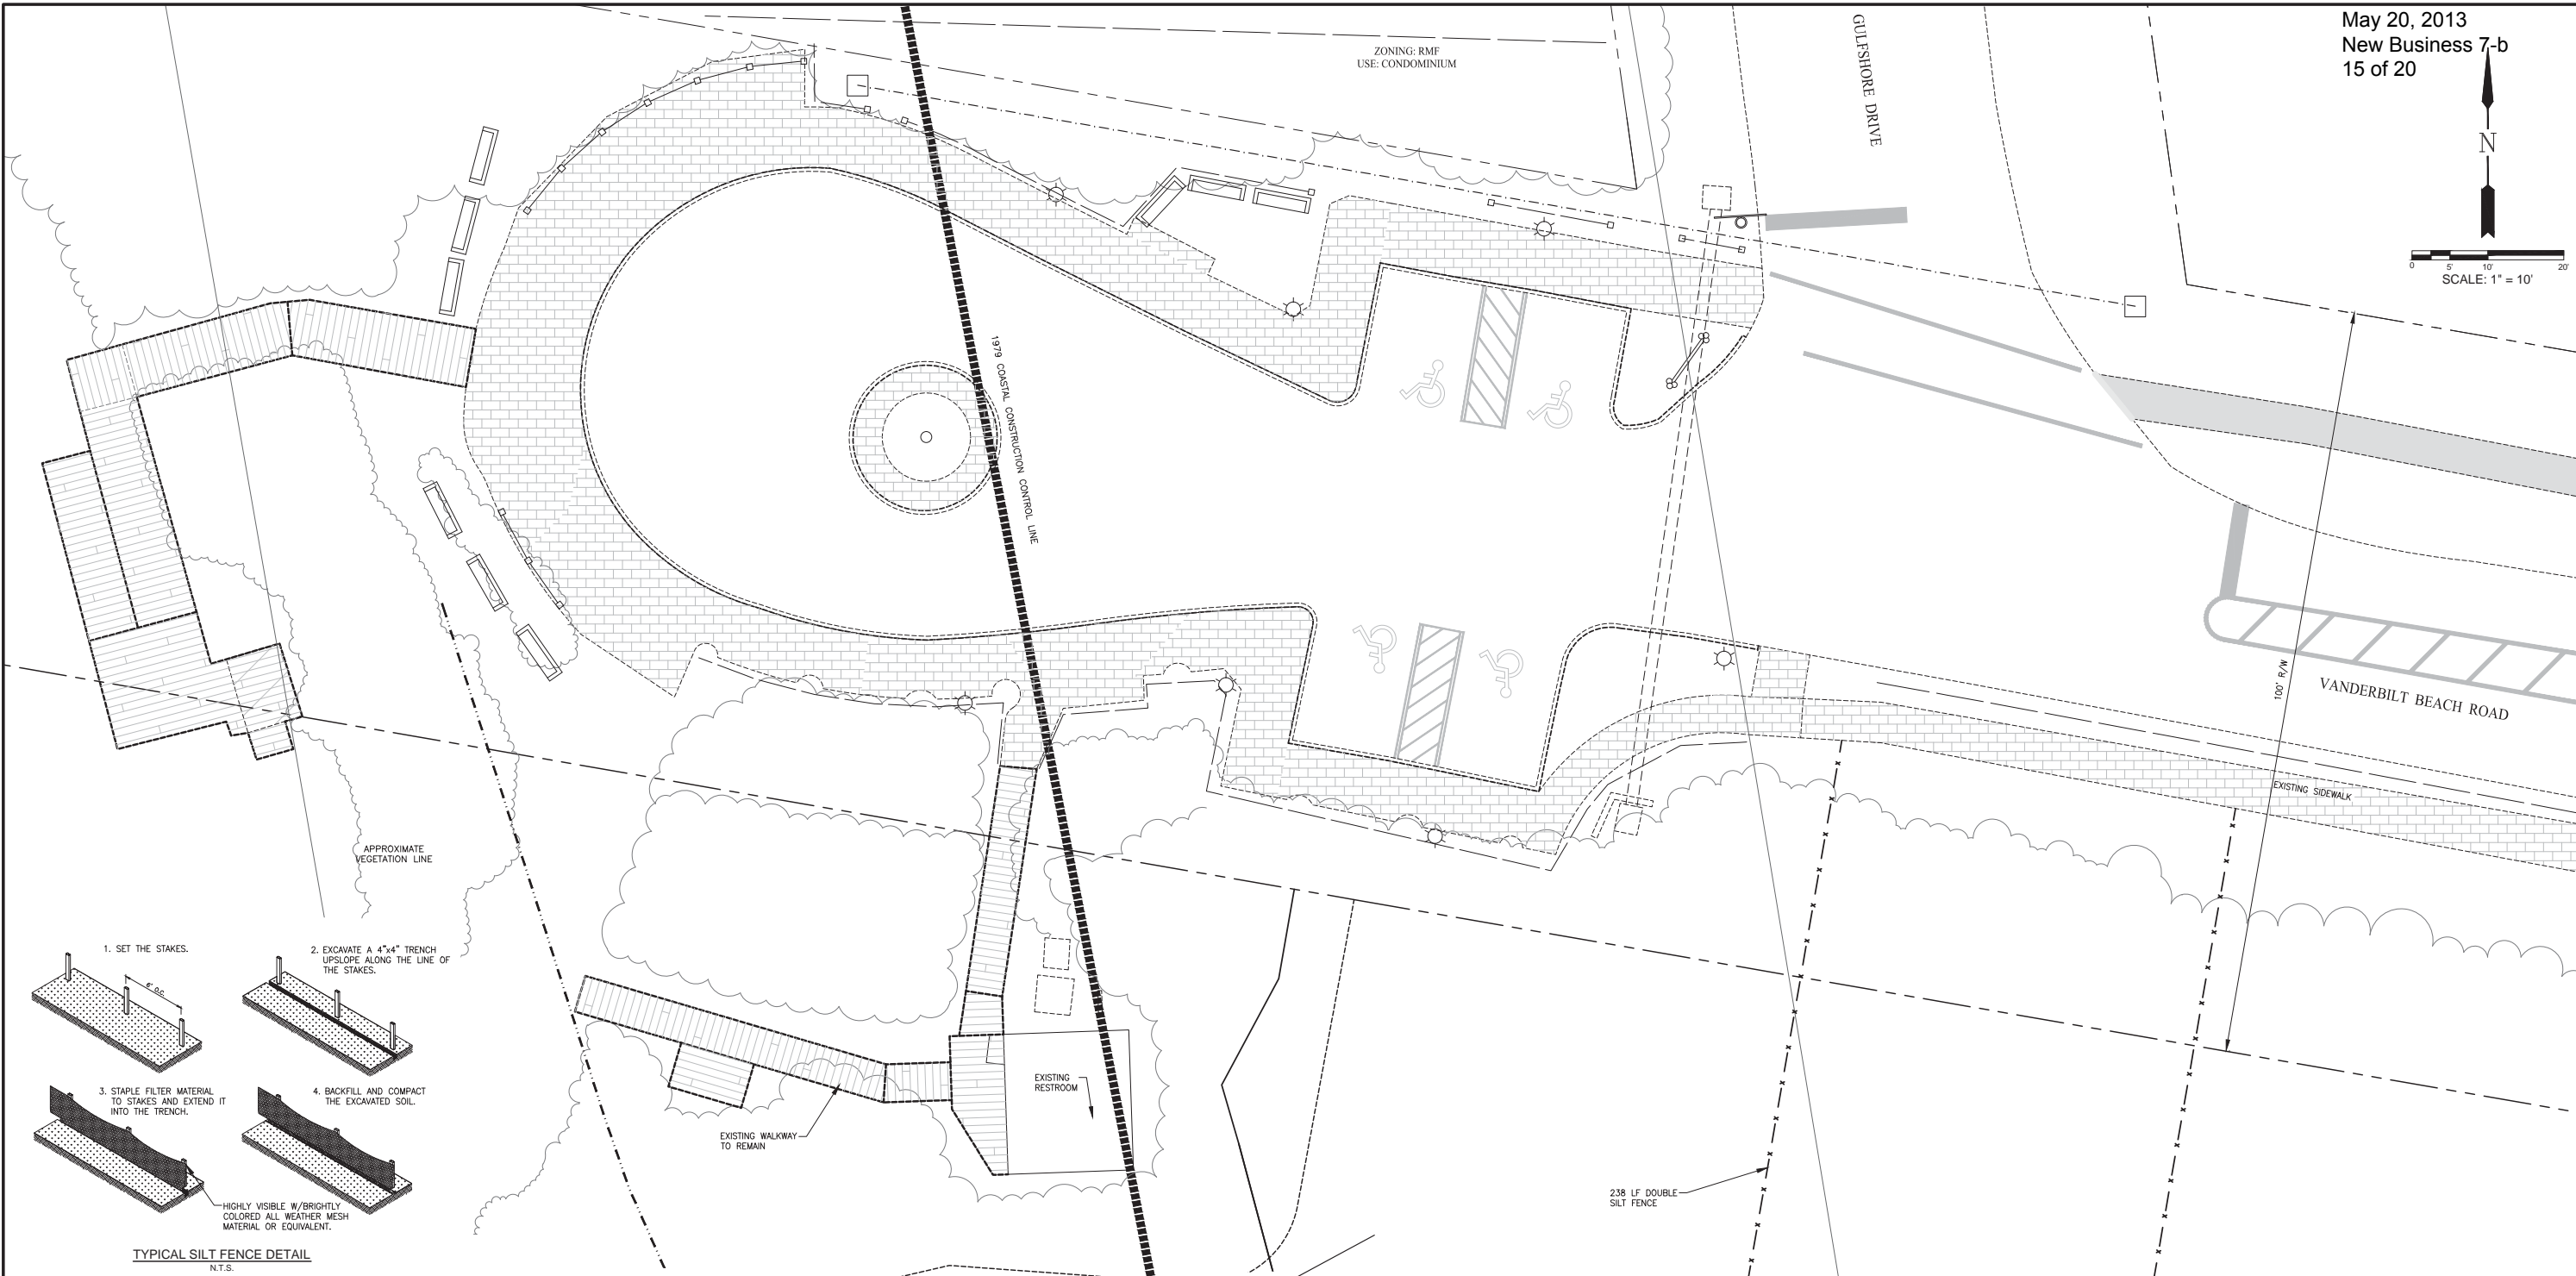 May 20, 2013
New Business 7-b
15 of 20
ZONING: RMF
USE: CONDOMINIUM
GULFSHORE DRIVE
N
0 5' 10' 20'
SCALE: 1" = 10'
1979 COASTAL CONSTRUCTION CONTROL LINE
100' R/W
VANDERBILT BEACH ROAD
EXISTING SIDEWALK
APPROXIMATE
VEGETATION LINE
1. SET THE STAKES.
6' O.C.
2. EXCAVATE A 4"x4" TRENCH
UPSLOPE ALONG THE LINE OF
THE STAKES.
3. STAPLE FILTER MATERIAL
TO STAKES AND EXTEND IT
INTO THE TRENCH.
4. BACKFILL AND COMPACT
THE EXCAVATED SOIL.
HIGHLY VISIBLE W/BRIGHTLY
COLORED ALL WEATHER MESH
MATERIAL OR EQUIVALENT.
TYPICAL SILT FENCE DETAIL
N.T.S.
EXISTING WALKWAY
TO REMAIN
EXISTING
RESTROOM
238 LF DOUBLE
SILT FENCE